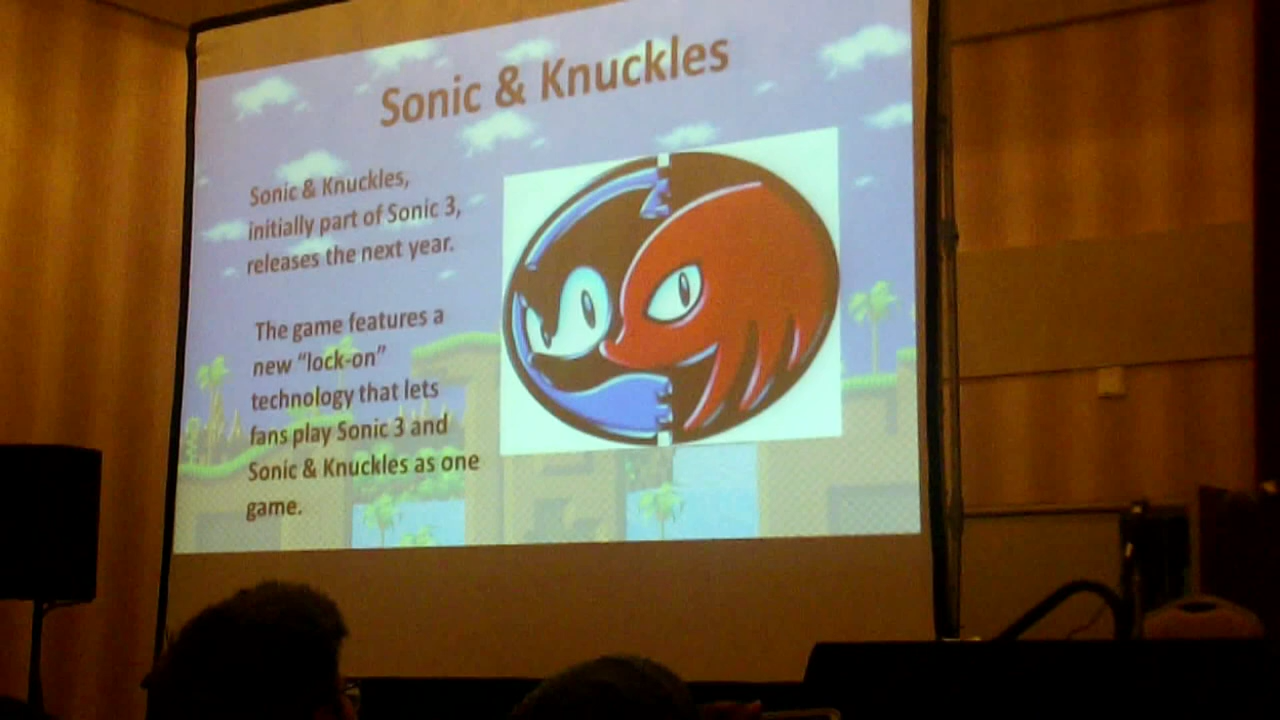 Sonic & Knuckles
Sonic & Knuckles,
initially part of Sonic 3,
releases the next year.
The game features a
new “lock-on”
technology that lets
fans play Sonic 3 and
Sonic & Knuckles as one
game.